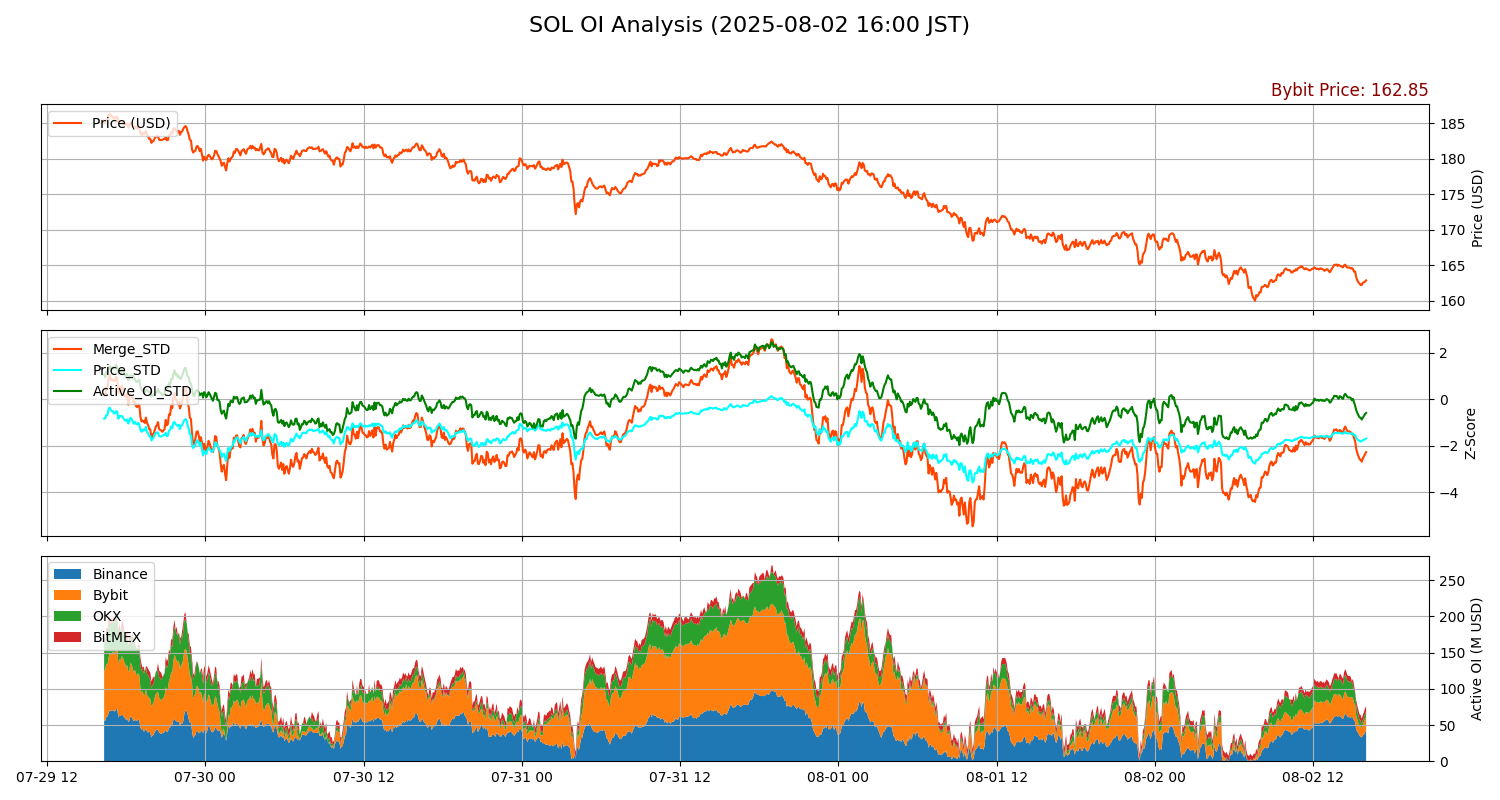 SOL OI Analysis (2025-08-02 16:00 JST)
Bybit Price: 162.85
Price (USD)
185
180
175
170
165
160
Price (USD)
Merge_STD
Price_STD
Active_OI_STD
2
0
−2
−4
Z-Score
Binance
Bybit
OKX
BitMEX
250
200
150
100
50
0
Active OI (M USD)
07-29 12
07-30 00
07-30 12
07-31 00
07-31 12
08-01 00
08-01 12
08-02 00
08-02 12